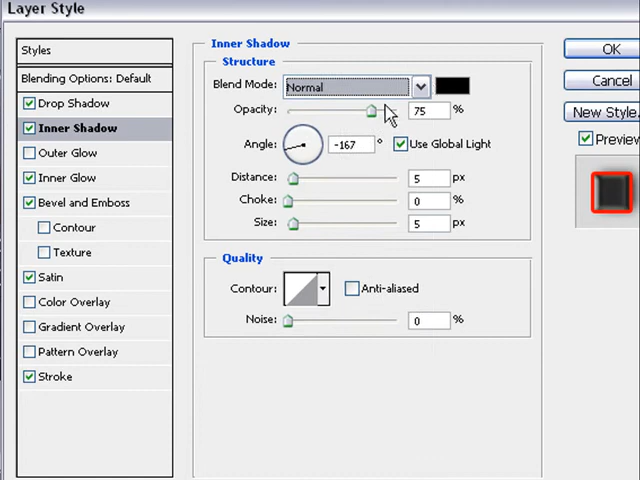 Layer Style
Styles
Blending Options: Default
Drop Shadow
Inner Shadow
Outer Glow
Inner Glow
Bevel and Emboss
Contour
Texture
Satin
Color Overlay
Gradient Overlay
Pattern Overlay
Stroke
Inner Shadow
Structure
Blend Mode: Normal
Opacity: 75 %
Angle: -167 ° Use Global Light
Distance: 5 px
Choke: 0 %
Size: 5 px
Quality
Contour: Anti-aliased
Noise: 0 %
OK
Cancel
New Style.
Preview